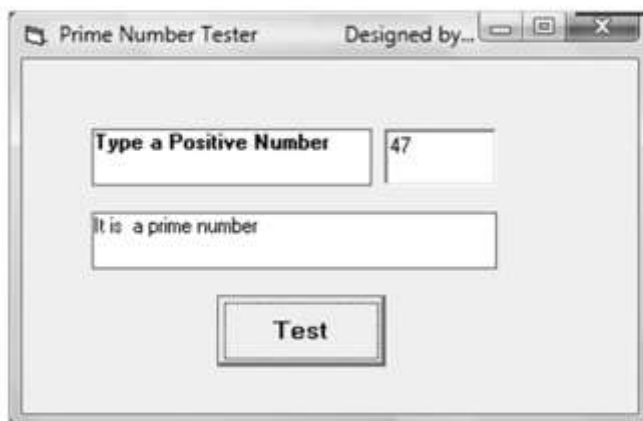 Prime Number Tester Designed by...
Type a Positive Number 47
It is a prime number
Test